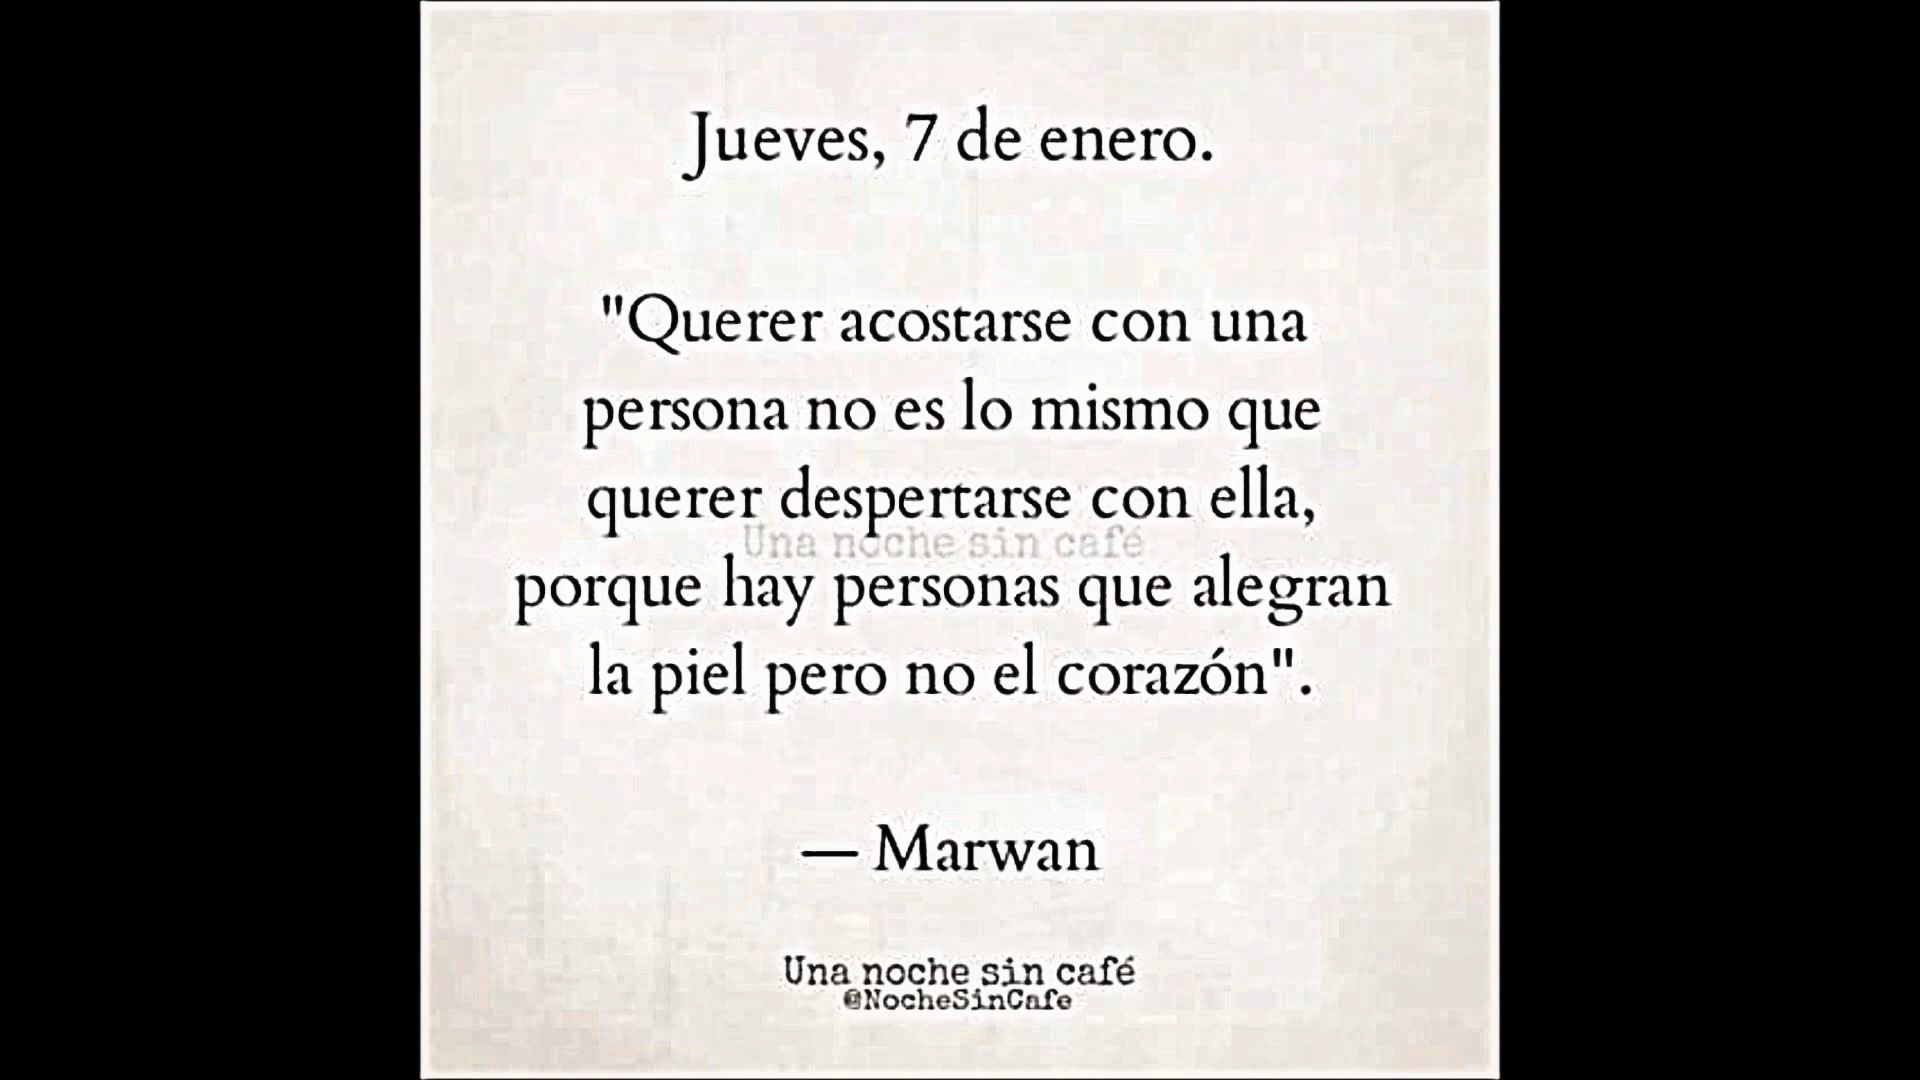 Jueves, 7 de enero.
"Querer acostarse con una
persona no es lo mismo que
querer despertarse con ella,
Una noche sin café
porque hay personas que alegran
la piel pero no el corazón".
— Marwan
Una noche sin café
@NocheSinCafe